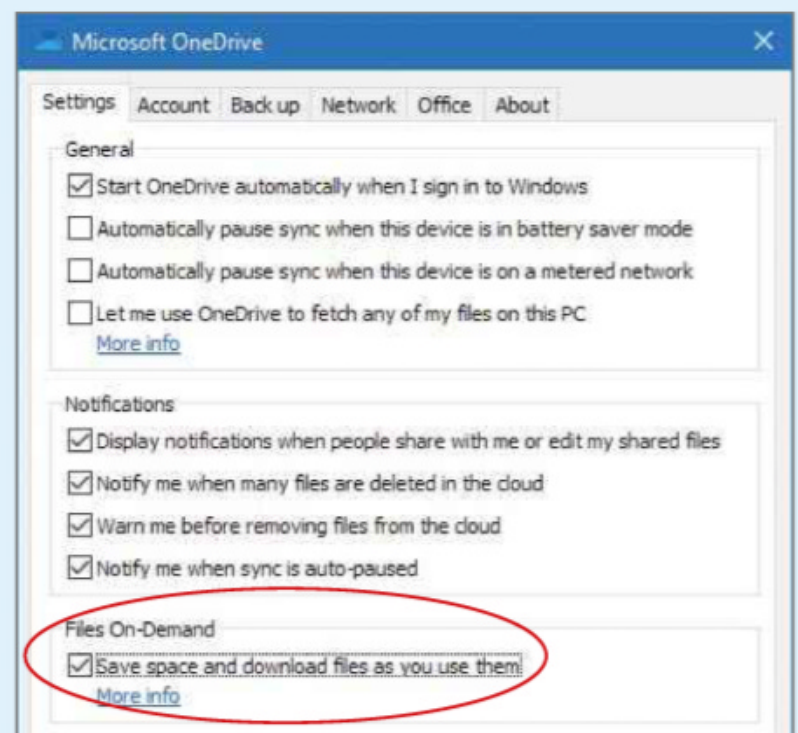 Microsoft OneDrive
Settings Account Back up Network Office About
General
Start OneDrive automatically when I sign in to Windows
Automatically pause sync when this device is in battery saver mode
Automatically pause sync when this device is on a metered network
Let me use OneDrive to fetch any of my files on this PC
More info
Notifications
Display notifications when people share with me or edit my shared files
Notify me when many files are deleted in the cloud
Warn me before removing files from the cloud
Notify me when sync is auto-paused
Files On-Demand
Save space and download files as you use them
More info